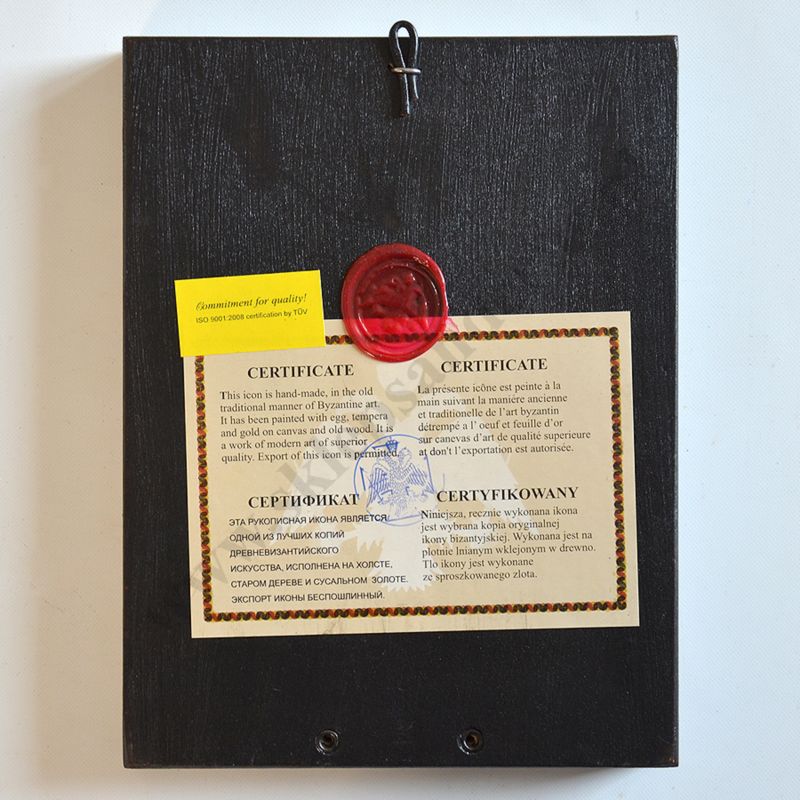 Commitment for quality!
ISO 9001:2008 certification by TÜV
CERTIFICATE
This icon is hand-made, in the old
traditional manner of Byzantine art.
It has been painted with egg, tempera
and gold on canvas and old wood. It is
a work of modern art of superior
quality. Export of this icon is permitted.
CERTIFICATE
La présente icône est peinte à la
main suivant la maniére ancienne
et traditionelle de l'art byzantin
détrempé a l' oeuf et feuille d'or
sur canevas d'art de qualité superieure
at don't l'exportation est autorisée.
СЕРТИФИКАТ
ЭТА РУКОПИСНАЯ ИКОНА ЯВЛЯЕТСЯ
ОДНОЙ ИЗ ЛУЧШИХ КОПИЙ
ДРЕВНЕВИЗАНТИЙСКОГО
ИСКУССТВА, ИСПОЛНЕНА НА ХОЛСТЕ,
СТАРОМ ДЕРЕВЕ И СУСАЛЬНОМ ЗОЛОТЕ.
ЭКСПОРТ ИКОНЫ БЕСПОШЛИННЫЙ.
CERTYFIKOWANY
Niniejsza, recznie wykonana ikona
jest wybrana kopia oryginalnej
ikony bizantyjskiej. Wykonana jest na
plotnie lnianym wklejonym w drewno.
Tlo ikony jest wykonane
ze sproszkowanego zlota.